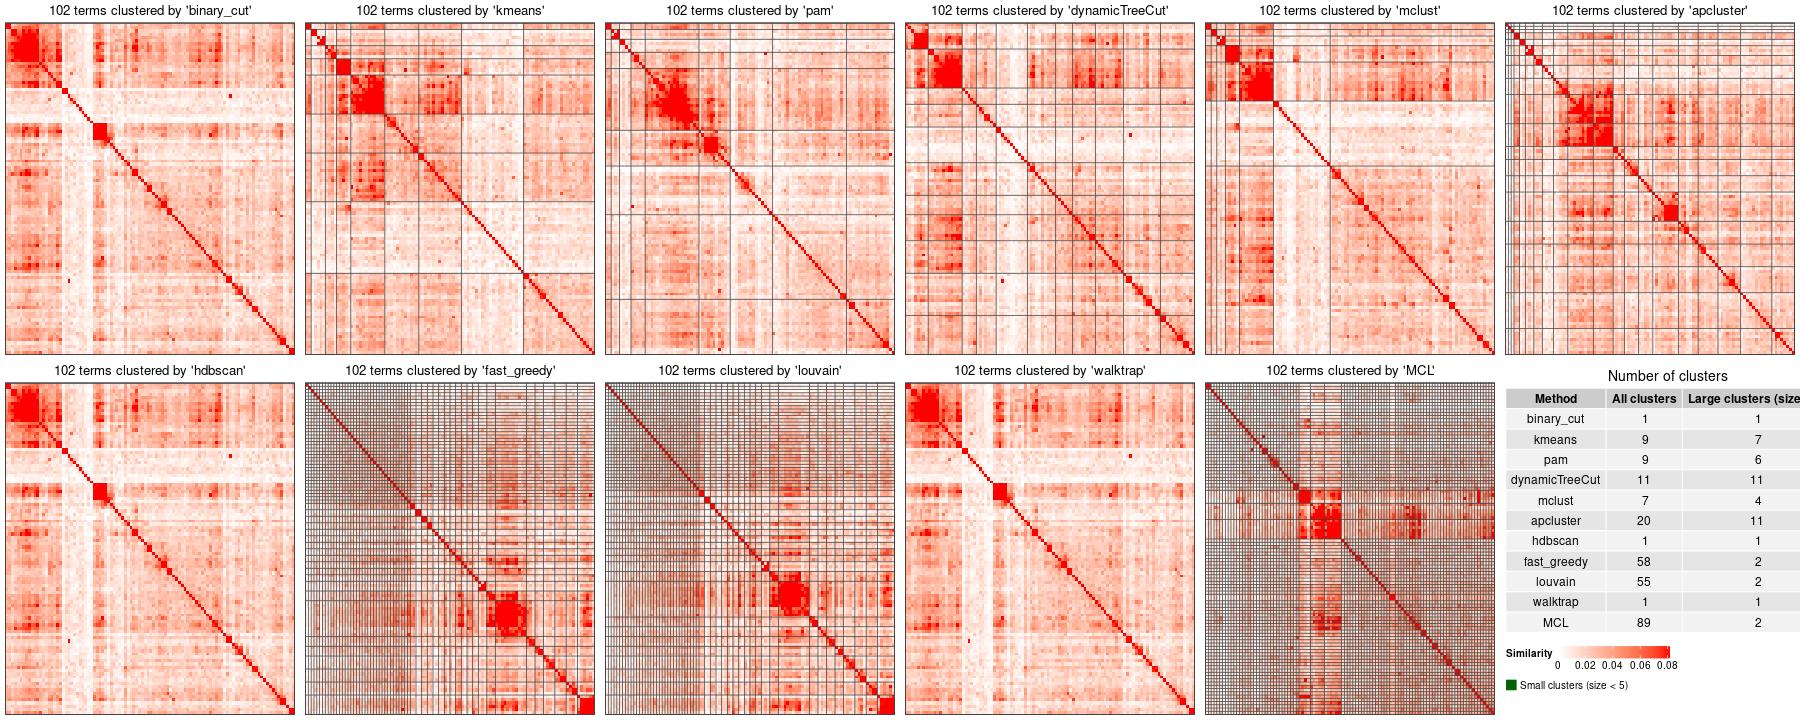 102 terms clustered by 'binary_cut'
102 terms clustered by 'kmeans'
102 terms clustered by 'pam'
102 terms clustered by 'dynamicTreeCut'
102 terms clustered by 'mclust'
102 terms clustered by 'apcluster'
102 terms clustered by 'hdbscan'
102 terms clustered by 'fast_greedy'
102 terms clustered by 'louvain'
102 terms clustered by 'walktrap'
102 terms clustered by 'MCL'
Number of clusters
Method All clusters Large clusters (size
binary_cut 1 1
kmeans 9 7
pam 9 6
dynamicTreeCut 11 11
mclust 7 4
apcluster 20 11
hdbscan 1 1
fast_greedy 58 2
louvain 55 2
walktrap 1 1
MCL 89 2
Similarity
0 0.02 0.04 0.06 0.08
Small clusters (size < 5)